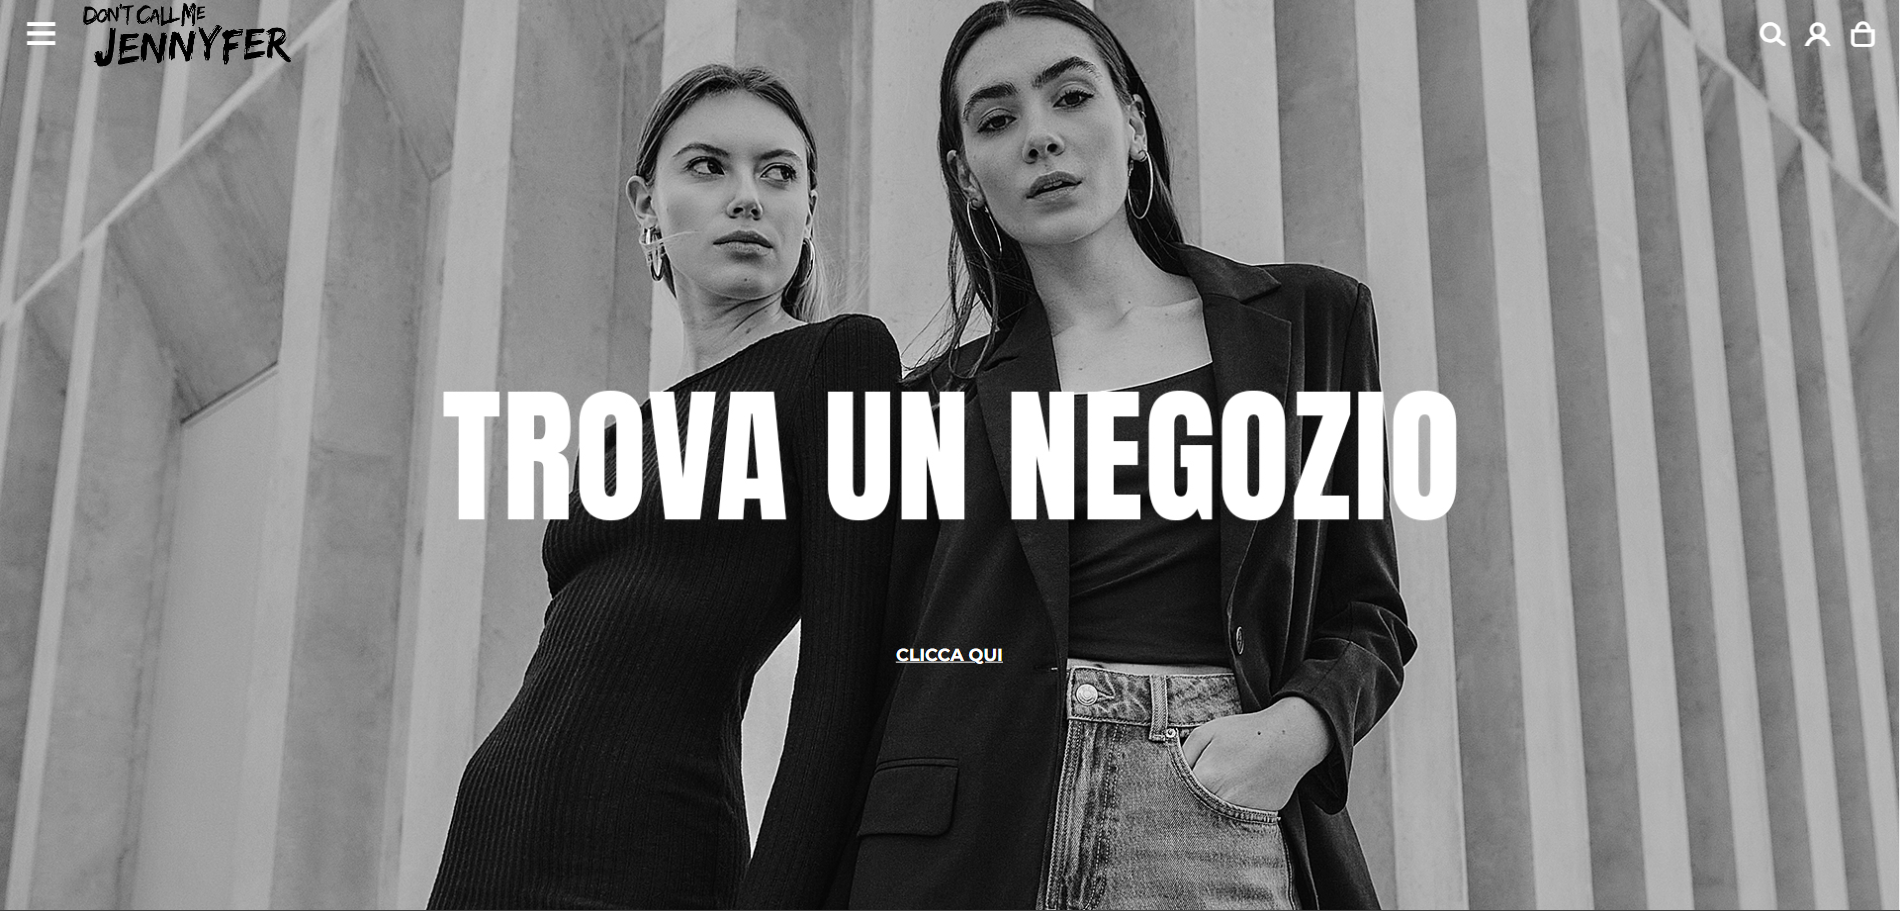 DON'T CALL ME
JENNYFER
TROVA UN NEGOZIO
CLICCA QUI